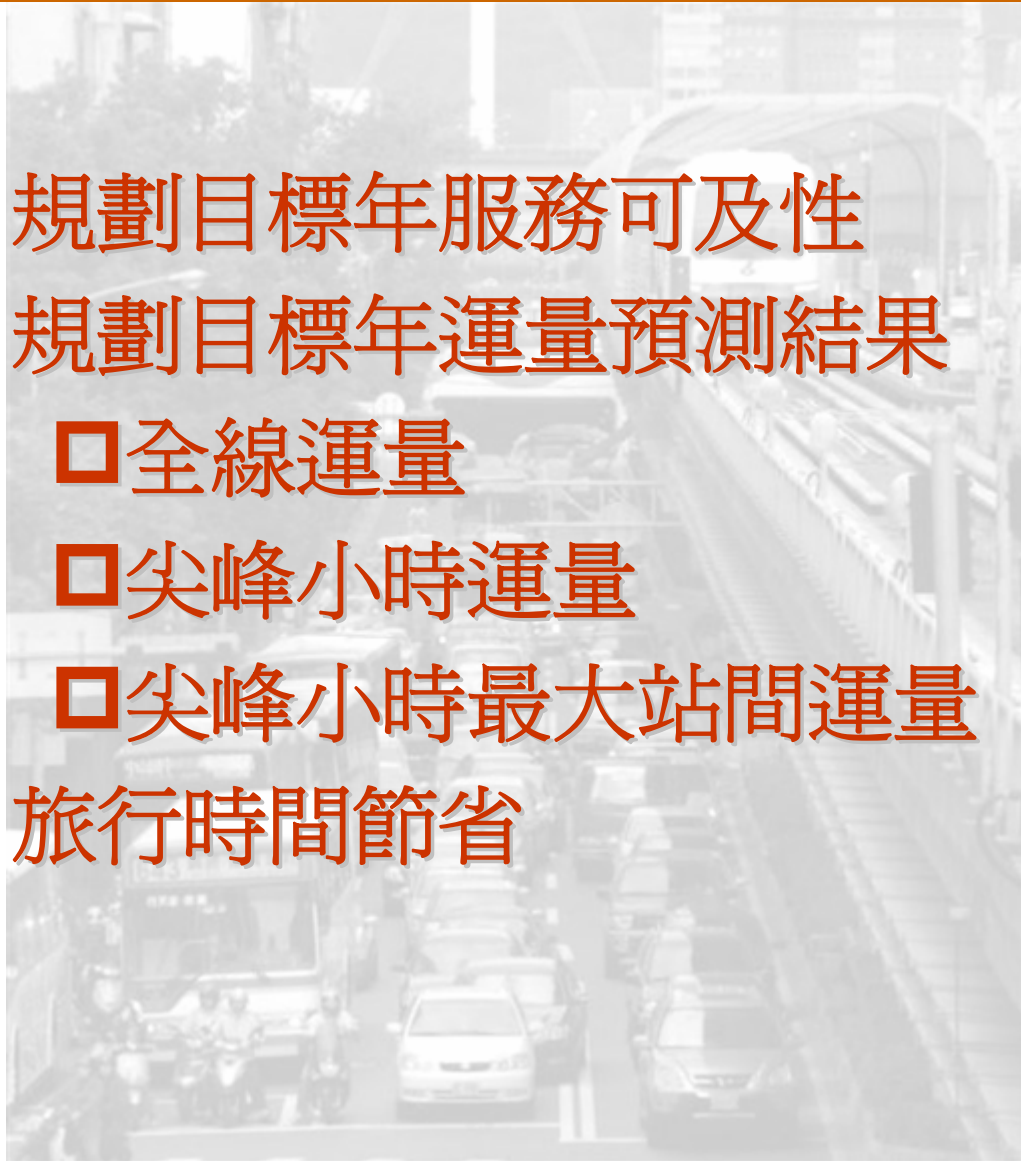 規劃目標年服務可及性
規劃目標年運量預測結果
□全線運量
□尖峰小時運量
□尖峰小時最大站間運量
旅行時間節省